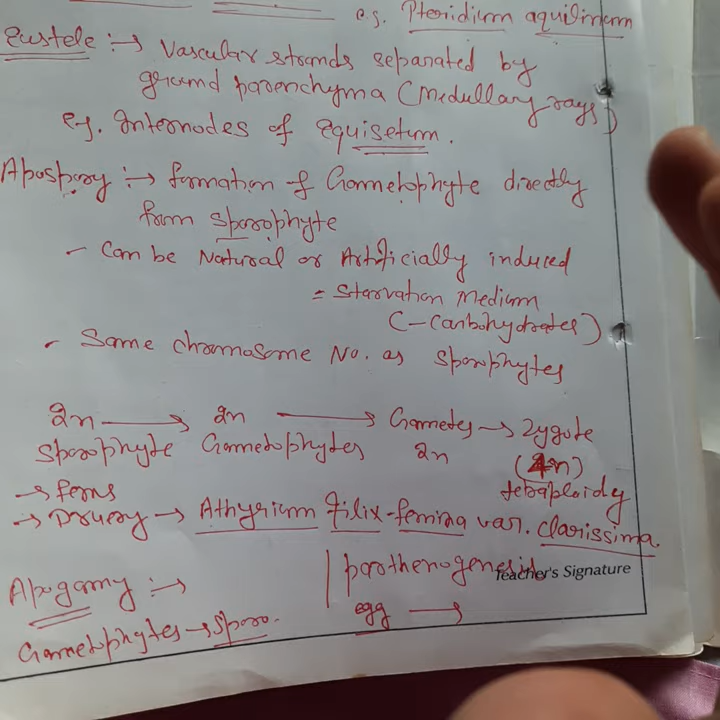 e.g. Pteridium aquilinum
Eustele :→ Vascular strands separated by
ground parenchyma (Medullary rays)
eg. Internodes of Equisetum.
Apospory :→ formation of Gametophyte directly
from Sporophyte
- Can be Natural or Artificially induced
= Starvation Medium
(-Carbohydrates)
- Same chromosome No. as sporophytes
2n → 2n → Gametes → Zygote
Sporophyte Gametophytes 2n (4n)
tetraploidy
→ ferns
→ Druery → Athyrium filix-femina var. clarissima.
Apogamy :→ | parthenogenesis
Teacher's Signature
Gametophytes → sporo. egg →